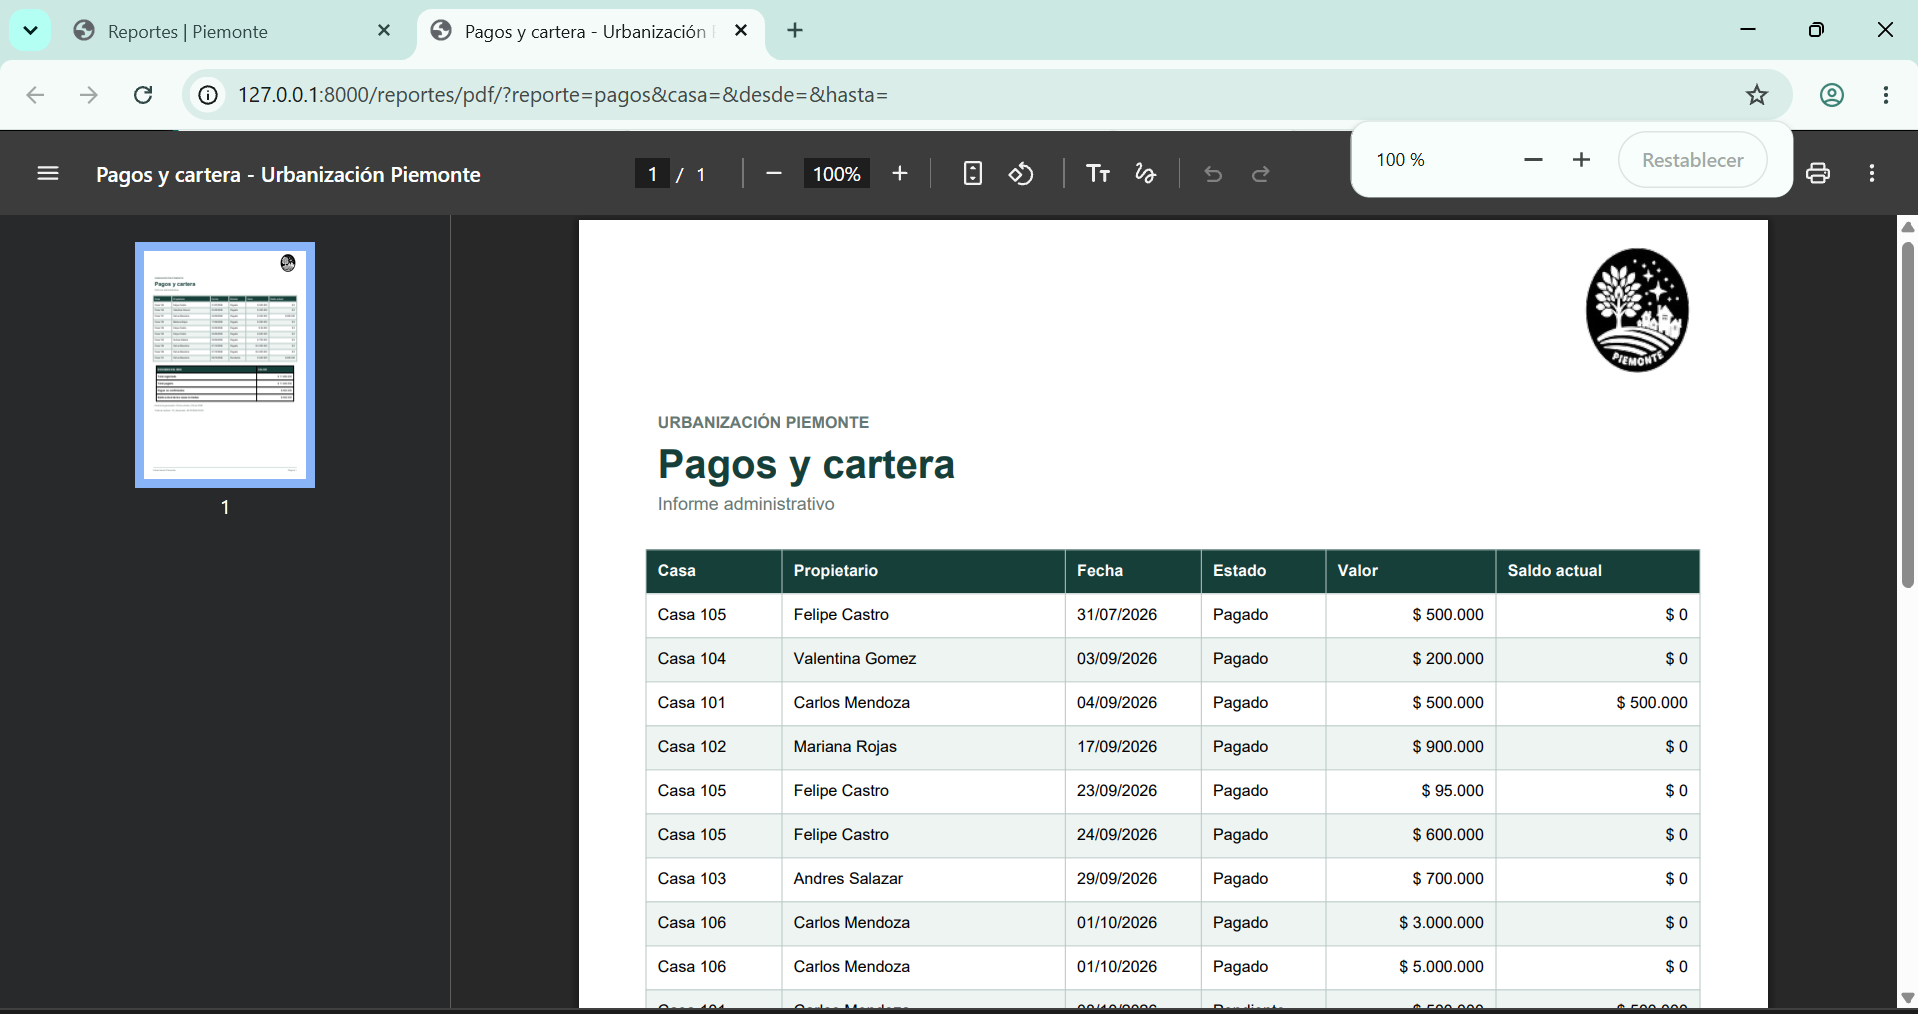 Reportes | Piemonte
Pagos y cartera - Urbanización
127.0.0.1:8000/reportes/pdf/?reporte=pagos&casa=&desde=&hasta=
Pagos y cartera - Urbanización Piemonte
1 / 1
100%
100 %
Restablecer
1
PIEMONTE
URBANIZACIÓN PIEMONTE
Pagos y cartera
Informe administrativo
Casa Propietario Fecha Estado Valor Saldo actual
Casa 105 Felipe Castro 31/07/2026 Pagado $ 500.000 $ 0
Casa 104 Valentina Gomez 03/09/2026 Pagado $ 200.000 $ 0
Casa 101 Carlos Mendoza 04/09/2026 Pagado $ 500.000 $ 500.000
Casa 102 Mariana Rojas 17/09/2026 Pagado $ 900.000 $ 0
Casa 105 Felipe Castro 23/09/2026 Pagado $ 95.000 $ 0
Casa 105 Felipe Castro 24/09/2026 Pagado $ 600.000 $ 0
Casa 103 Andres Salazar 29/09/2026 Pagado $ 700.000 $ 0
Casa 106 Carlos Mendoza 01/10/2026 Pagado $ 3.000.000 $ 0
Casa 106 Carlos Mendoza 01/10/2026 Pagado $ 5.000.000 $ 0